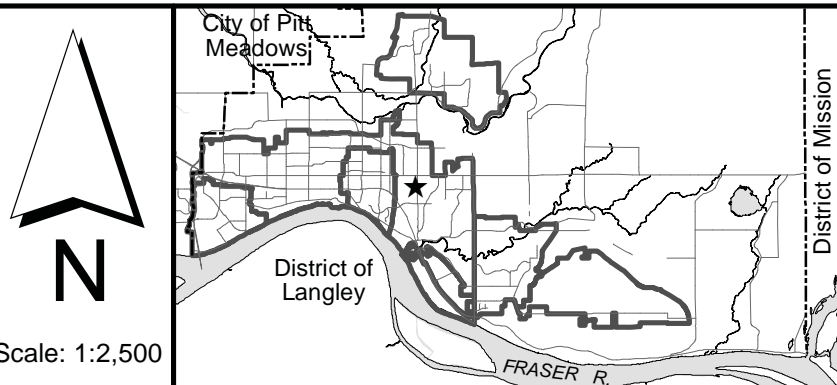 City of Pitt
Meadows
District of Mission
N
District of
Langley
Scale: 1:2,500
FRASER R.